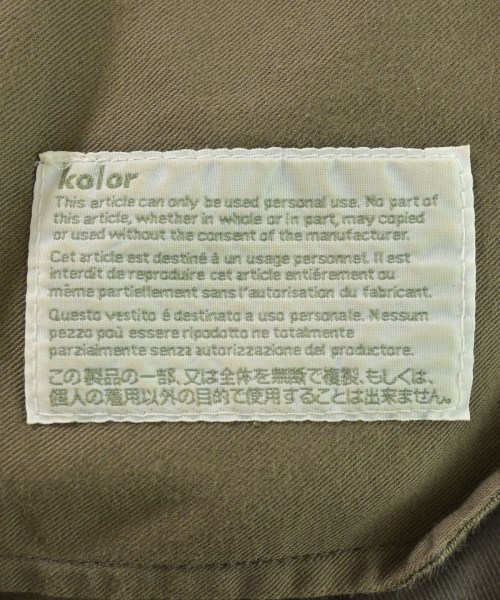 kolor
This article can only be used personal use. No part of
this article, whether in whole or in part, may copied
or used without the consent of the manufacturer.
Cet article est destiné à un usage personnel. Il est
interdit de reproduire cet article entiérement ou
même partiellement sans l'autorisation du fabricant.
Questo vestito é destinato a uso personale. Nessun
pezzo poù essere ripodotto ne totalmente
parzialmente senza autorizzazione del productore.
この製品の一部、又は全体を無断で複製、もしくは、
個人の着用以外の目的で使用することは出来ません。